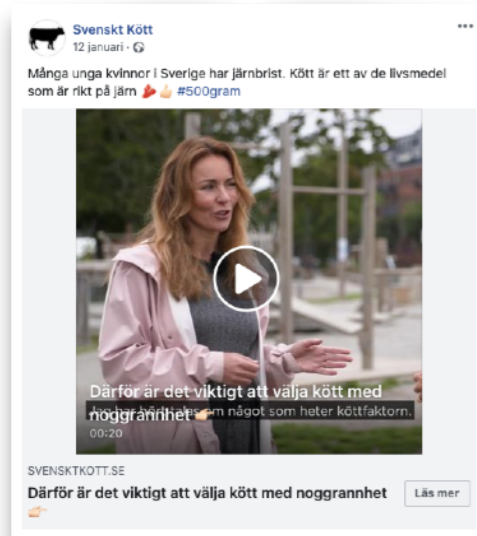 Svenskt Kött
12 januari ·
Många unga kvinnor i Sverige har järnbrist. Kött är ett av de livsmedel
som är rikt på järn #500gram
Därför är det viktigt att välja kött med
noggrannhet
om något som heter köttfaktorn.
00:20
SVENSKTKOTT.SE
Därför är det viktigt att välja kött med noggrannhet
Läs mer